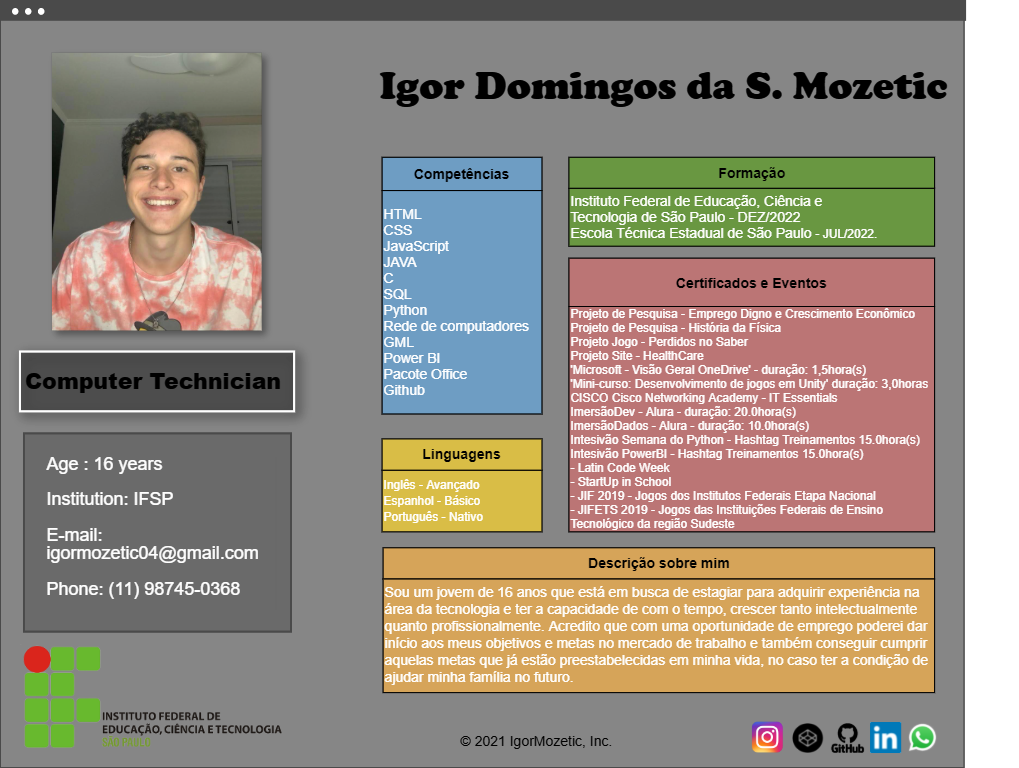 Igor Domingos da S. Mozetic
Computer Technician
Age : 16 years
Institution: IFSP
E-mail:
igormozetic04@gmail.com
Phone: (11) 98745-0368
INSTITUTO FEDERAL DE
EDUCAÇÃO, CIÊNCIA E TECNOLOGIA
SÃO PAULO
Competências
HTML
CSS
JavaScript
JAVA
C
SQL
Python
Rede de computadores
GML
Power BI
Pacote Office
Github
Linguagens
Inglês - Avançado
Espanhol - Básico
Português - Nativo
Formação
Instituto Federal de Educação, Ciência e
Tecnologia de São Paulo - DEZ/2022
Escola Técnica Estadual de São Paulo - JUL/2022.
Certificados e Eventos
Projeto de Pesquisa - Emprego Digno e Crescimento Econômico
Projeto de Pesquisa - História da Física
Projeto Jogo - Perdidos no Saber
Projeto Site - HealthCare
'Microsoft - Visão Geral OneDrive' - duração: 1,5hora(s)
'Mini-curso: Desenvolvimento de jogos em Unity' duração: 3,0horas
CISCO Cisco Networking Academy - IT Essentials
ImersãoDev - Alura - duração: 20.0hora(s)
ImersãoDados - Alura - duração: 10.0hora(s)
Intesivão Semana do Python - Hashtag Treinamentos 15.0hora(s)
Intesivão PowerBI - Hashtag Treinamentos 15.0hora(s)
- Latin Code Week
- StartUp in School
- JIF 2019 - Jogos dos Institutos Federais Etapa Nacional
- JIFETS 2019 - Jogos das Instituições Federais de Ensino
Tecnológico da região Sudeste
Descrição sobre mim
Sou um jovem de 16 anos que está em busca de estagiar para adquirir experiência na
área da tecnologia e ter a capacidade de com o tempo, crescer tanto intelectualmente
quanto profissionalmente. Acredito que com uma oportunidade de emprego poderei dar
início aos meus objetivos e metas no mercado de trabalho e também conseguir cumprir
aquelas metas que já estão preestabelecidas em minha vida, no caso ter a condição de
ajudar minha família no futuro.
© 2021 IgorMozetic, Inc.
GitHub
in